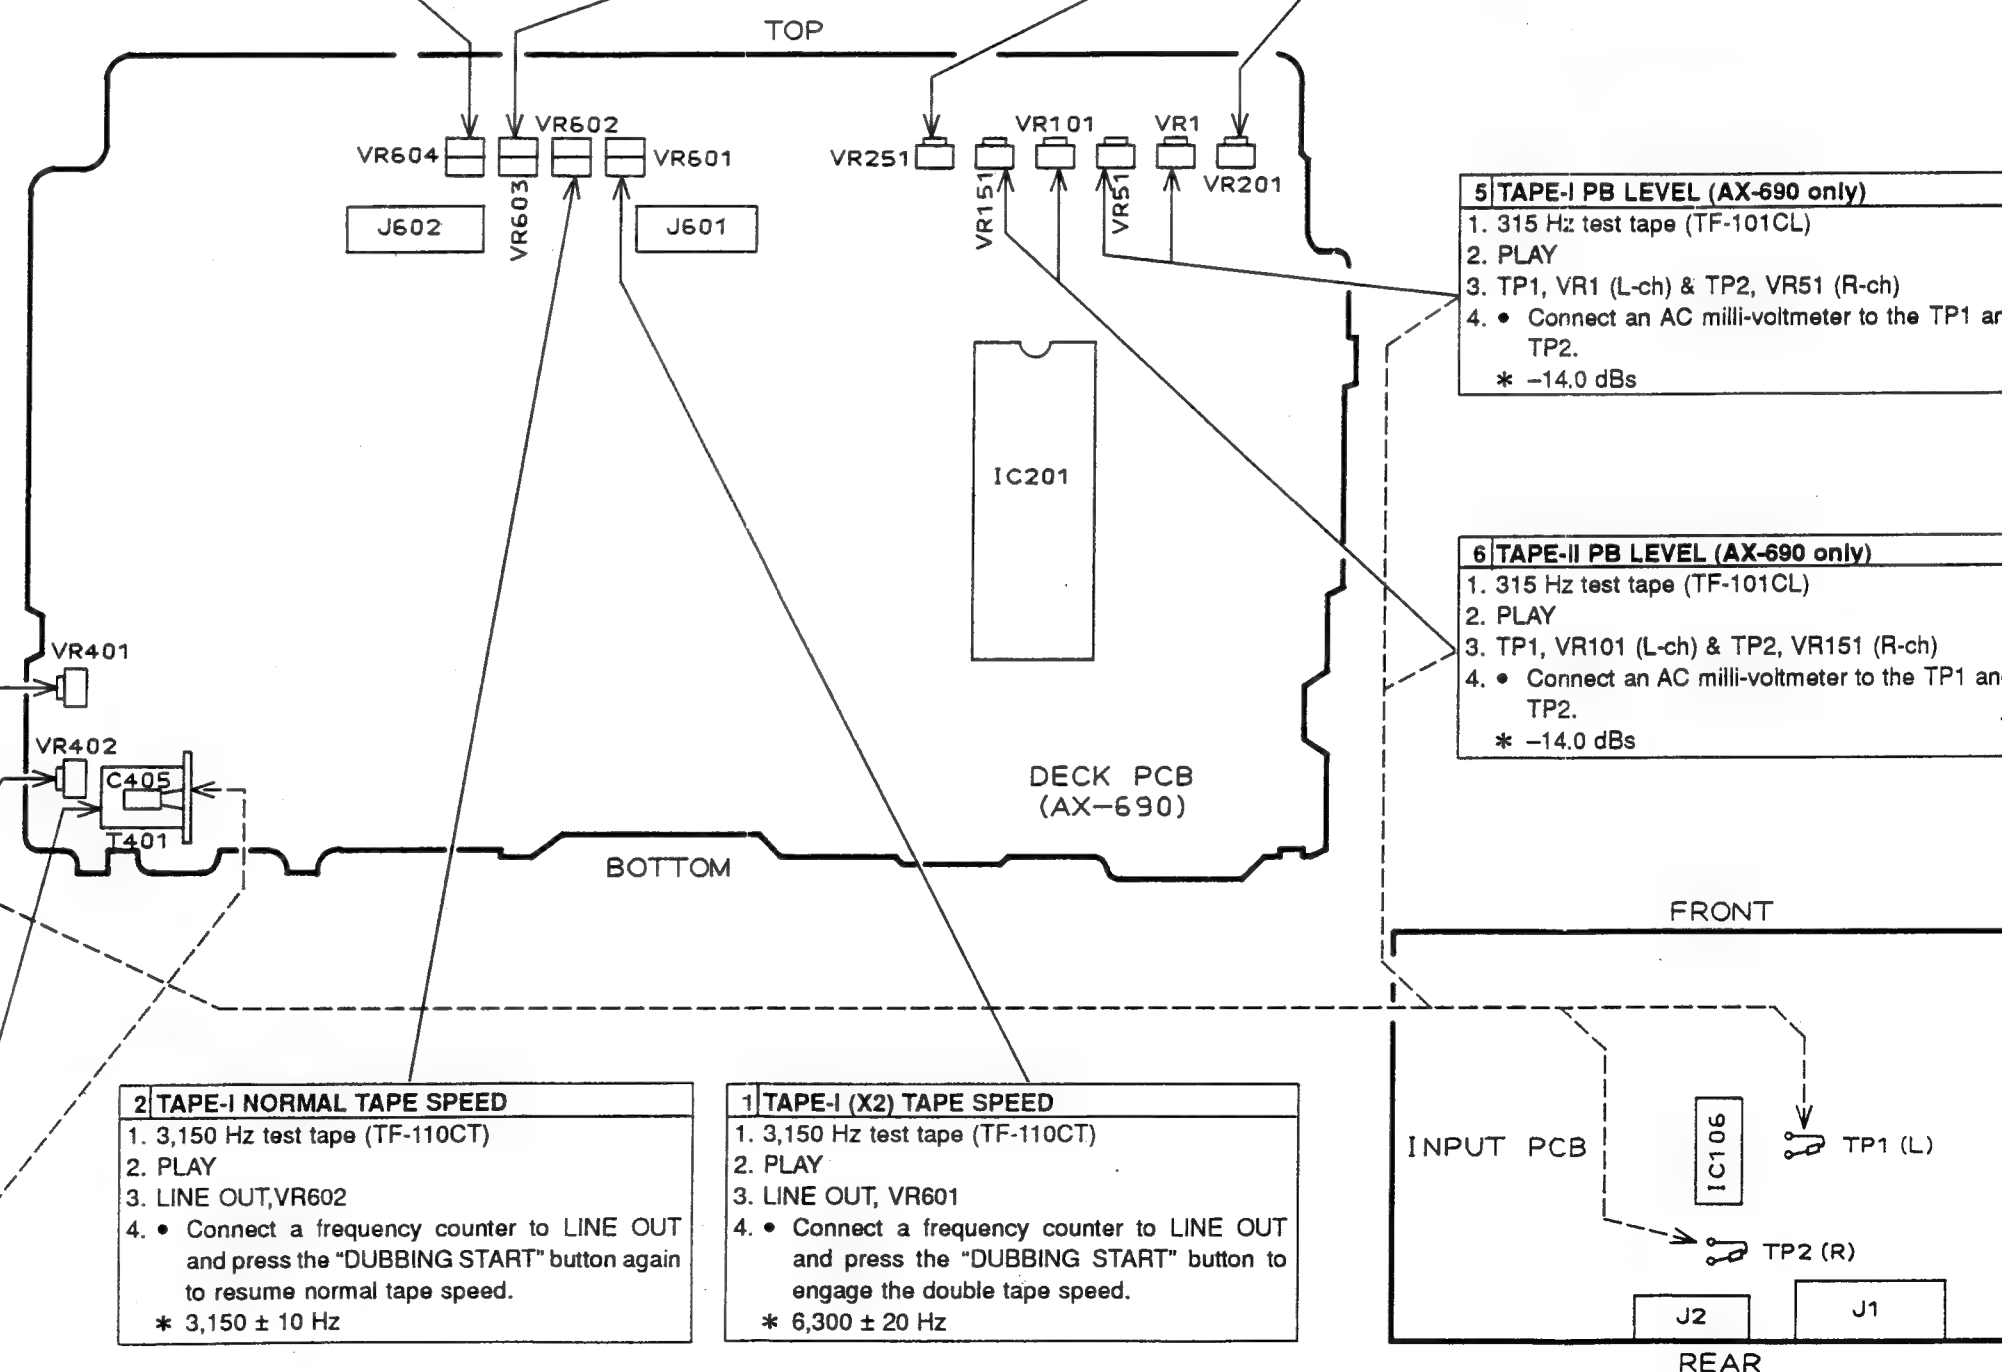 TOP
VR604
VR602
VR603
VR601
J602
J601
VR251
VR101
VR1
VR151
VR51
VR201
IC201
5 TAPE-I PB LEVEL (AX-690 only)
1. 315 Hz test tape (TF-101CL)
2. PLAY
3. TP1, VR1 (L-ch) & TP2, VR51 (R-ch)
4. • Connect an AC milli-voltmeter to the TP1
TP2.
* –14.0 dBs
6 TAPE-II PB LEVEL (AX-690 only)
1. 315 Hz test tape (TF-101CL)
2. PLAY
3. TP1, VR101 (L-ch) & TP2, VR151 (R-ch)
4. • Connect an AC milli-voltmeter to the TP1
TP2.
* –14.0 dBs
VR401
VR402
C405
T401
DECK PCB
(AX-690)
BOTTOM
FRONT
2 TAPE-I NORMAL TAPE SPEED
1. 3,150 Hz test tape (TF-110CT)
2. PLAY
3. LINE OUT,VR602
4. • Connect a frequency counter to LINE OUT
and press the “DUBBING START” button again
to resume normal tape speed.
* 3,150 ± 10 Hz
1 TAPE-I (X2) TAPE SPEED
1. 3,150 Hz test tape (TF-110CT)
2. PLAY
3. LINE OUT, VR601
4. • Connect a frequency counter to LINE OUT
and press the “DUBBING START” button to
engage the double tape speed.
* 6,300 ± 20 Hz
INPUT PCB
IC106
TP1 (L)
TP2 (R)
J2
J1
REAR